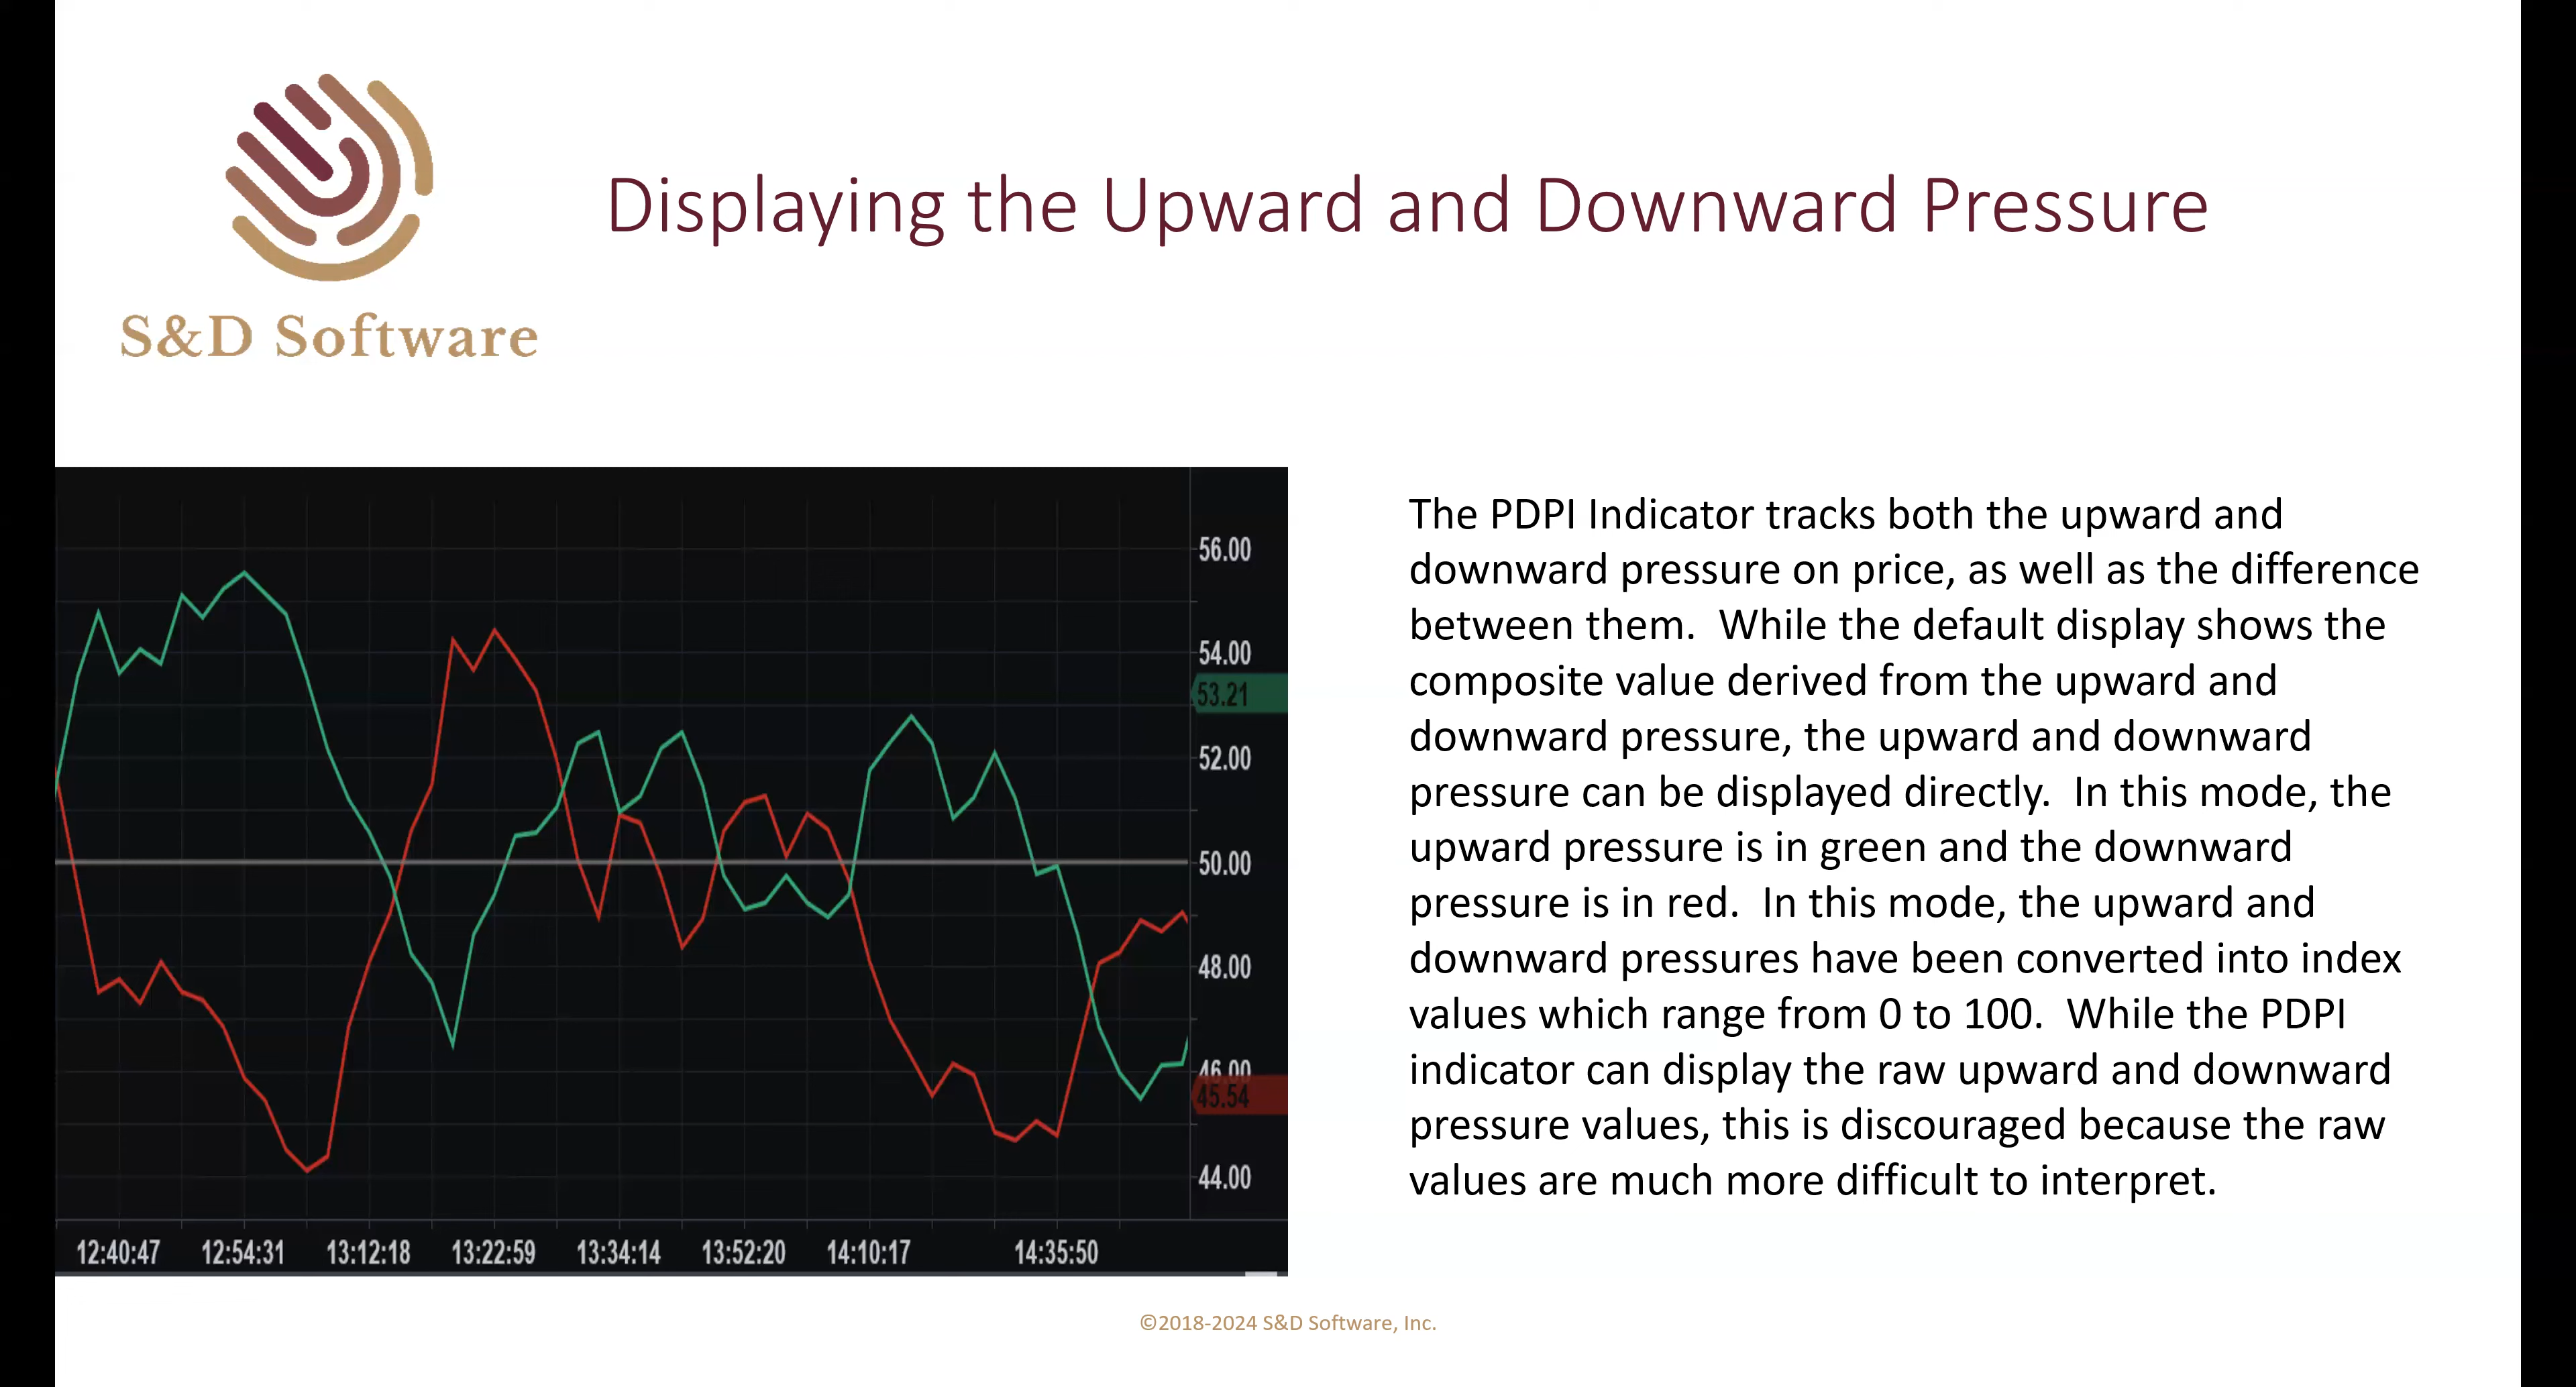 S&D Software
Displaying the Upward and Downward Pressure
56.00
54.00
53.21
52.00
50.00
48.00
46.00
45.54
44.00
12:40:47 12:54:31 13:12:18 13:22:59 13:34:14 13:52:20 14:10:17 14:35:50
The PDPI Indicator tracks both the upward and
downward pressure on price, as well as the difference
between them.  While the default display shows the
composite value derived from the upward and
downward pressure, the upward and downward
pressure can be displayed directly.  In this mode, the
upward pressure is in green and the downward
pressure is in red.  In this mode, the upward and
downward pressures have been converted into index
values which range from 0 to 100.  While the PDPI
indicator can display the raw upward and downward
pressure values, this is discouraged because the raw
values are much more difficult to interpret.
©2018-2024 S&D Software, Inc.